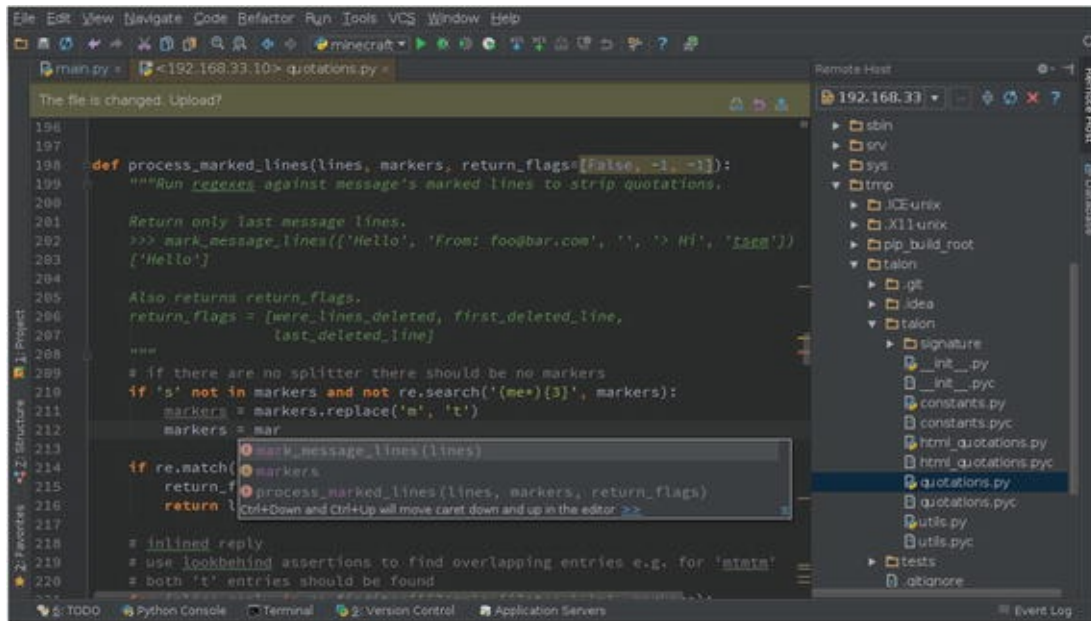 File Edit View Navigate Code Refactor Run Tools VCS Window Help
minecraft
main.py <192.168.33.10> quotations.py
Remote Host
The file is changed. Upload?
192.168.33
196
197
198 def process_marked_lines(lines, markers, return_flags=[False, -1, -1]):
199 """Run regexes against message's marked lines to strip quotations.
200
201 Return only last message lines.
202 >>> mark_message_lines(['Hello', 'From: foo@bar.com', '', '> Hi', 'tsem'])
203 ['Hello']
204
205 Also returns return_flags.
206 return_flags = [were_lines_deleted, first_deleted_line,
207 last_deleted_line]
208 """
209 # if there are no splitter there should be no markers
210 if 's' not in markers and not re.search('(me*){3}', markers):
211 markers = markers.replace('m', 't')
212 markers = mar
213
mark_message_lines(lines)
markers
process_marked_lines(lines, markers, return_flags)
Ctrl+Down and Ctrl+Up will move caret down and up in the editor >>
214 if re.match(
215 return_f
216 return l
217
218 # inlined reply
219 # use lookbehind assertions to find overlapping entries e.g. for 'mtmtm'
220 # both 't' entries should be found
sbin
srv
sys
tmp
.ICE-unix
.X11-unix
pip_build_root
talon
.git
.idea
talon
signature
__init__.py
__init__.pyc
constants.py
constants.pyc
html_quotations.py
html_quotations.pyc
quotations.py
quotations.pyc
utils.py
utils.pyc
tests
.gitignore
1: Project
Z: Structure
2: Favorites
Remote Host
6: TODO Python Console Terminal 9: Version Control Application Servers Event Log